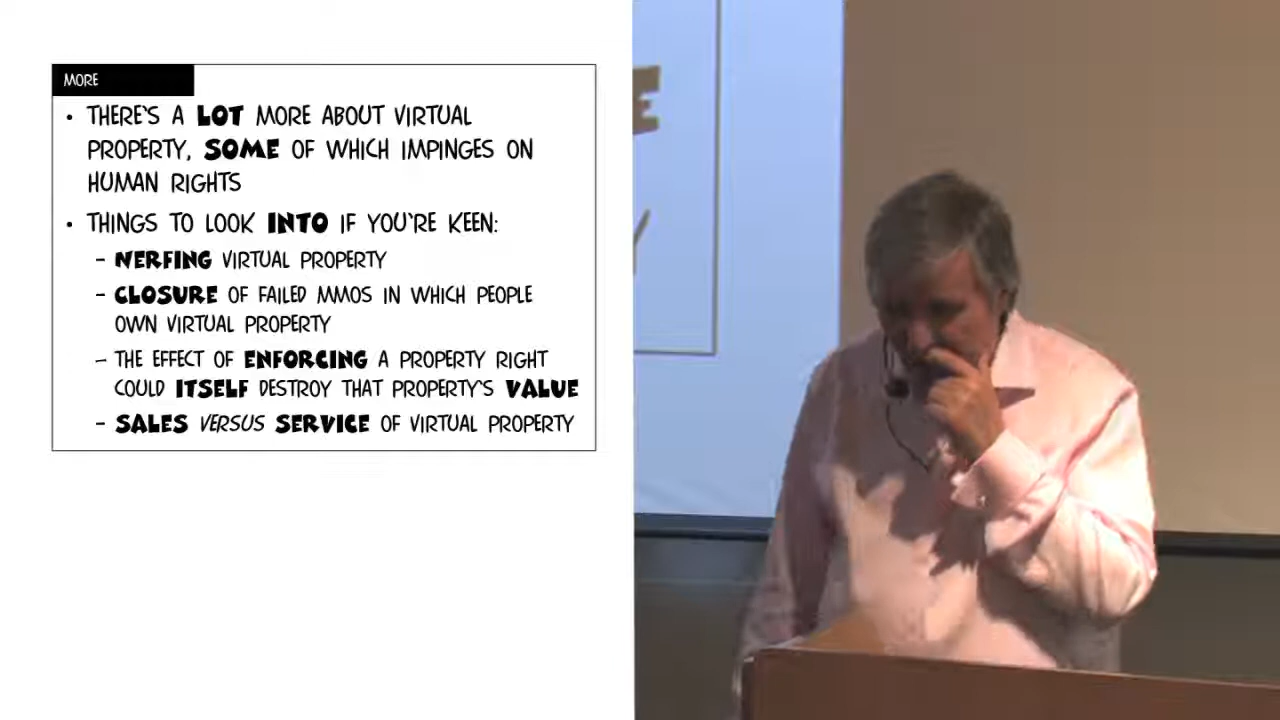 MORE
• THERE'S A LOT MORE ABOUT VIRTUAL
PROPERTY, SOME OF WHICH IMPINGES ON
HUMAN RIGHTS
• THINGS TO LOOK INTO IF YOU'RE KEEN:
– NERFING VIRTUAL PROPERTY
– CLOSURE OF FAILED MMOS IN WHICH PEOPLE
OWN VIRTUAL PROPERTY
– THE EFFECT OF ENFORCING A PROPERTY RIGHT
COULD ITSELF DESTROY THAT PROPERTY'S VALUE
– SALES VERSUS SERVICE OF VIRTUAL PROPERTY